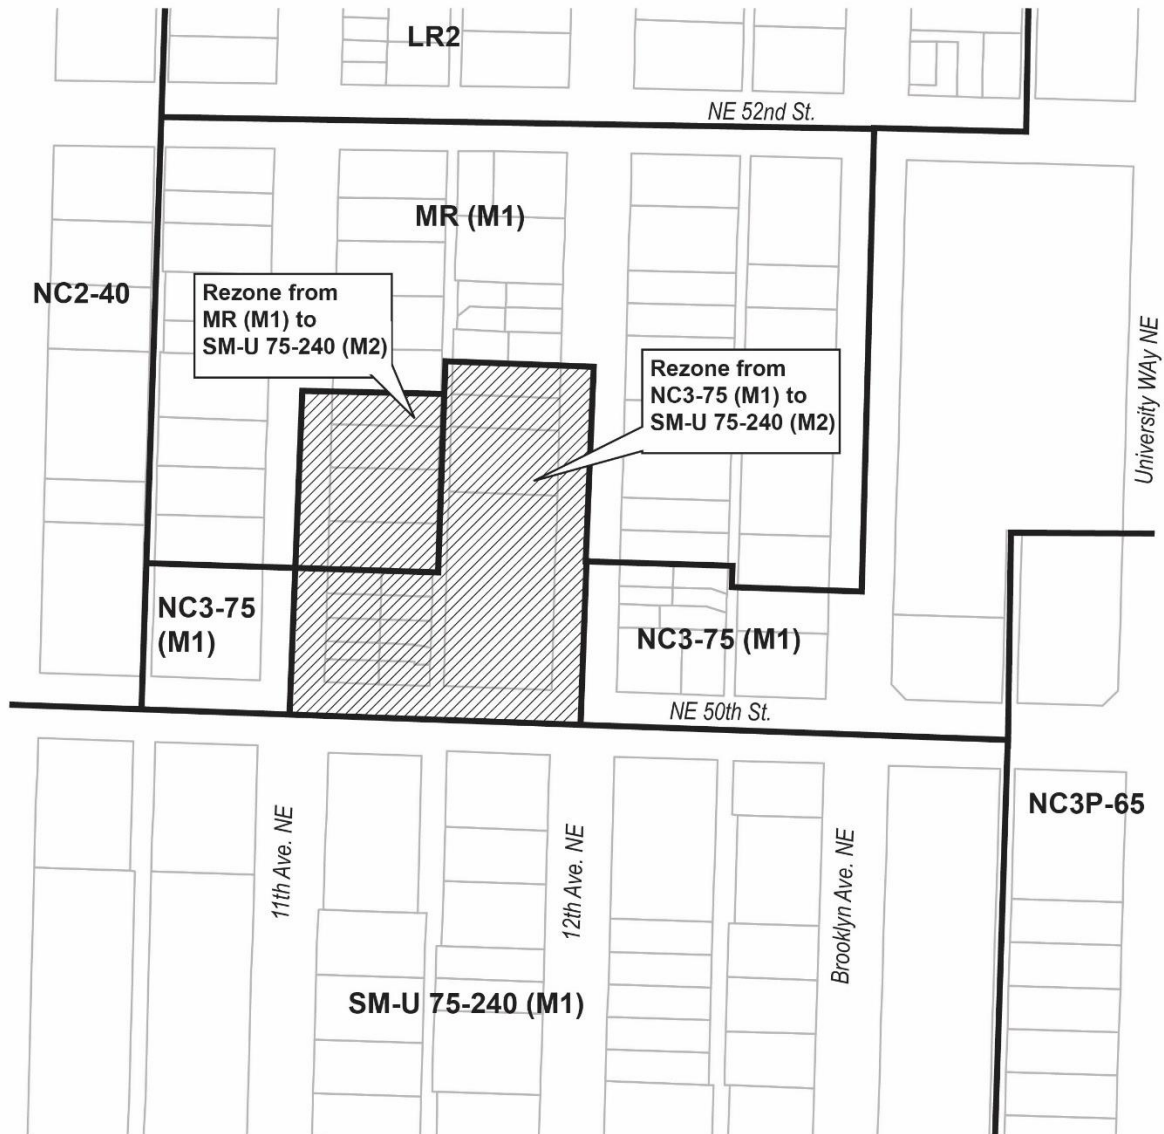 LR2
NE 52nd St.
MR (M1)
NC2-40
Rezone from
MR (M1) to
SM-U 75-240 (M2)
Rezone from
NC3-75 (M1) to
SM-U 75-240 (M2)
University WAy NE
NC3-75
(M1)
NC3-75 (M1)
NE 50th St.
NC3P-65
11th Ave. NE
12th Ave. NE
Brooklyn Ave. NE
SM-U 75-240 (M1)